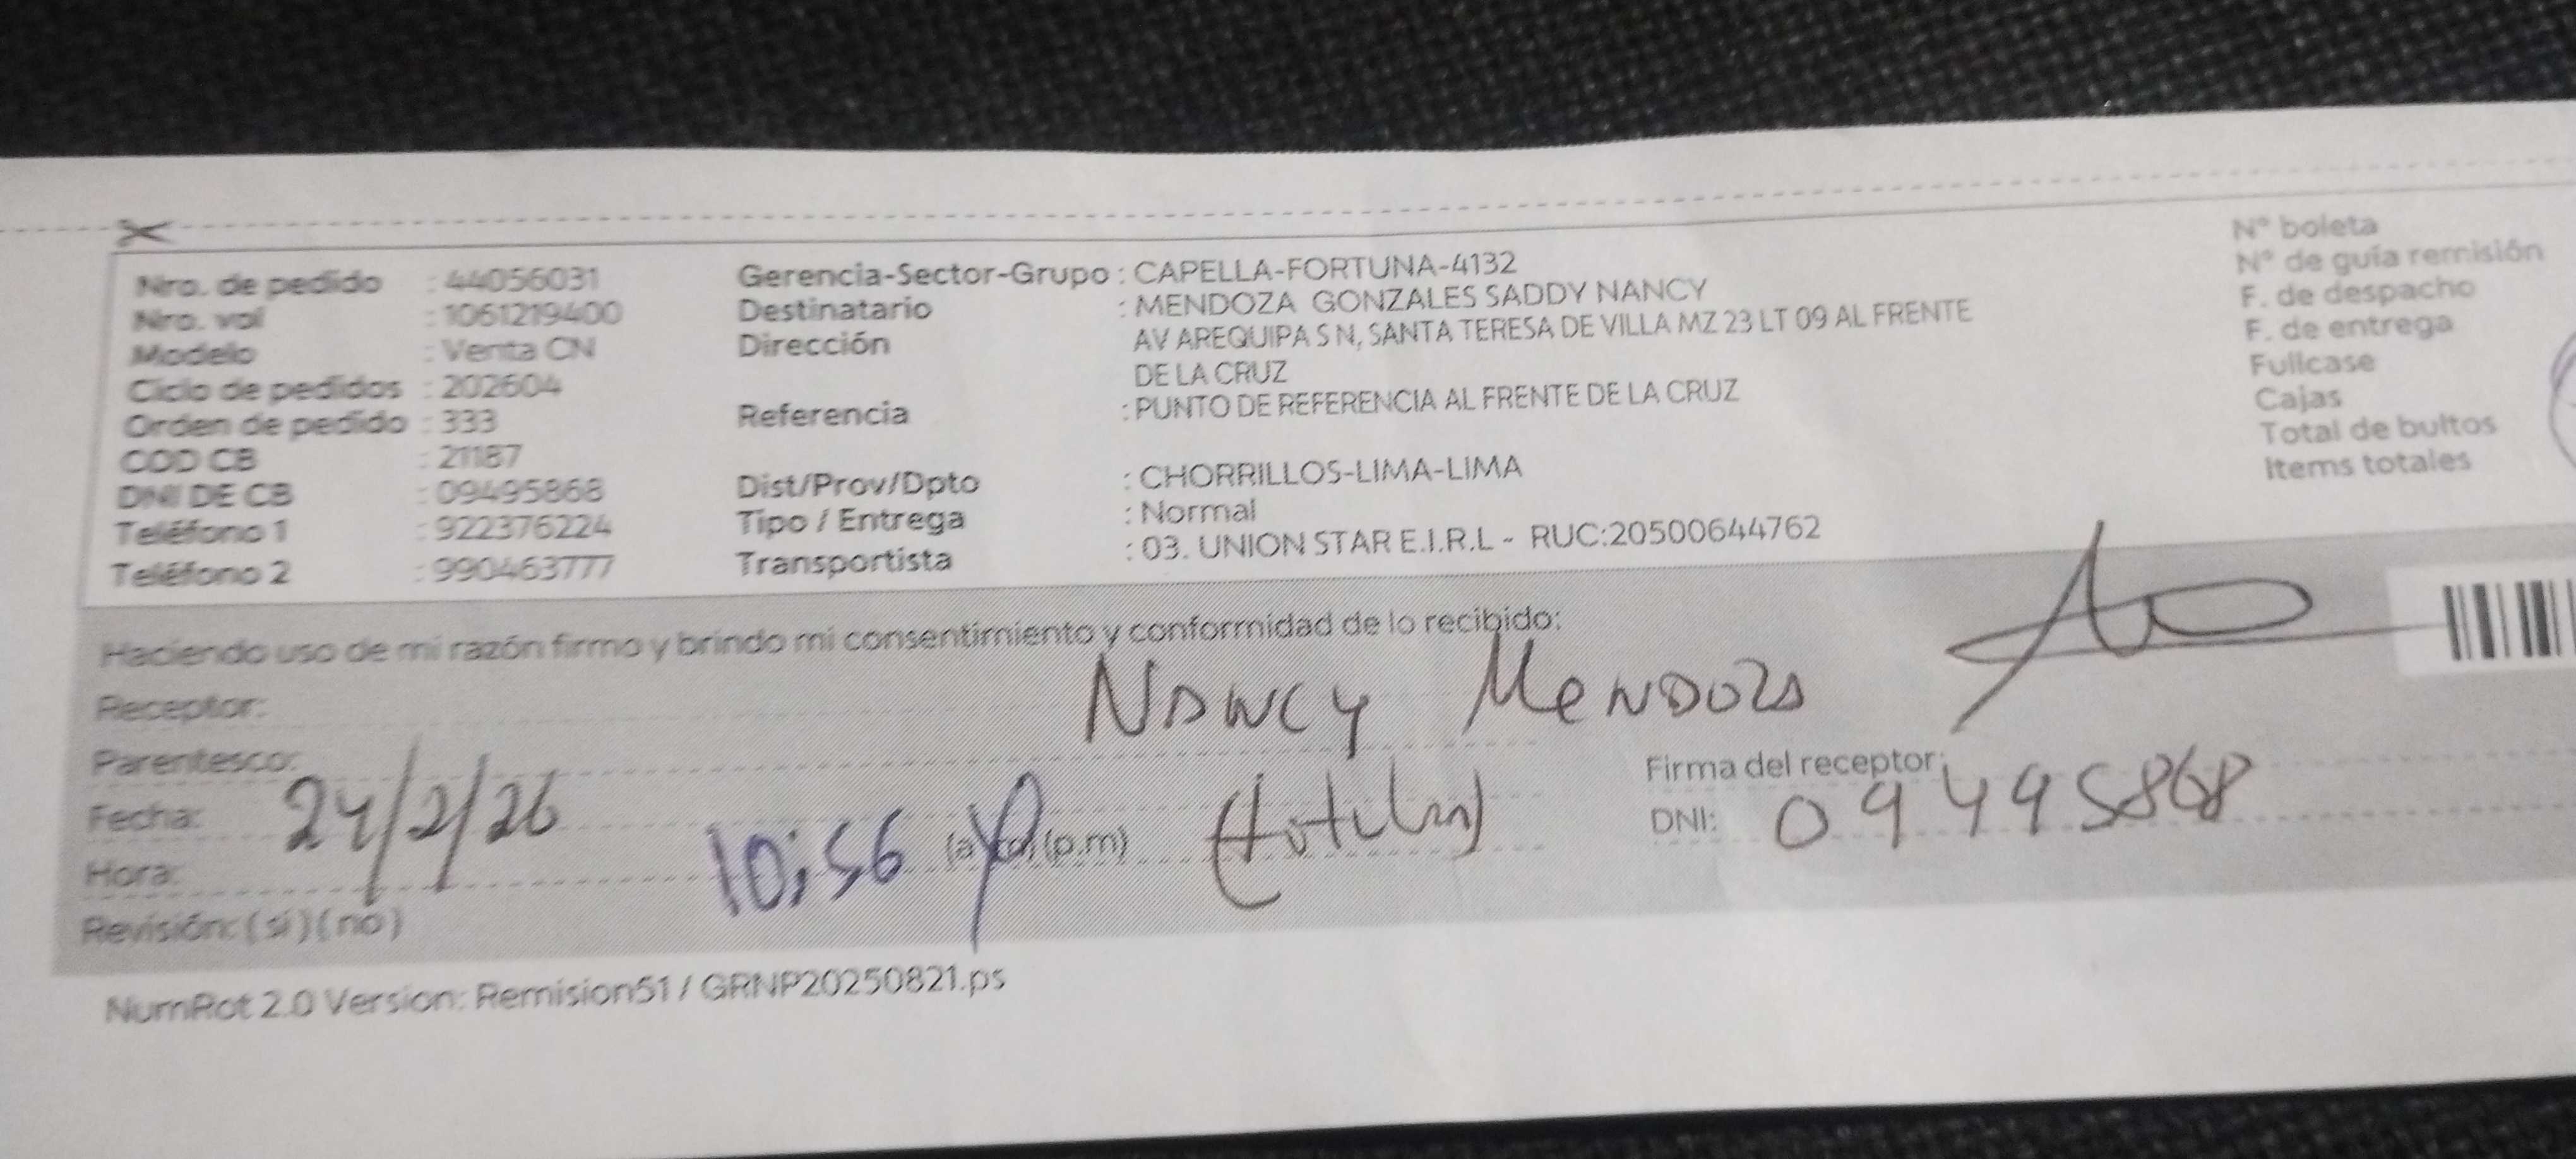 Nro. de pedido : 44056031
Nro. vol : 1061219400
Modelo : Venta CN
Ciclo de pedidos : 202604
Orden de pedido : 333
COD CB : 21187
DNI DE CB : 09495868
Teléfono 1 : 922376224
Teléfono 2 : 990463777
Gerencia-Sector-Grupo : CAPELLA-FORTUNA-4132
Destinatario : MENDOZA GONZALES SADDY NANCY
Dirección AV AREQUIPA S N, SANTA TERESA DE VILLA MZ 23 LT 09 AL FRENTE
DE LA CRUZ
Referencia : PUNTO DE REFERENCIA AL FRENTE DE LA CRUZ
Dist/Prov/Dpto : CHORRILLOS-LIMA-LIMA
Tipo / Entrega : Normal
Transportista : 03. UNION STAR E.I.R.L - RUC:20500644762
N° boleta
N° de guía remisión
F. de despacho
F. de entrega
Fullcase
Cajas
Total de bultos
Items totales
Haciendo uso de mi razón firmo y brindo mi consentimiento y conformidad de lo recibido:
Receptor: NANCY MENDOZA
Parentesco: (titular)
Fecha: 24/2/26
Hora: 10:56 (a.m) (p.m)
Revisión: (si) (no)
Firma del receptor:
DNI: 09495868
NumRot 2.0 Version: Remision51 / GRNP20250821.ps